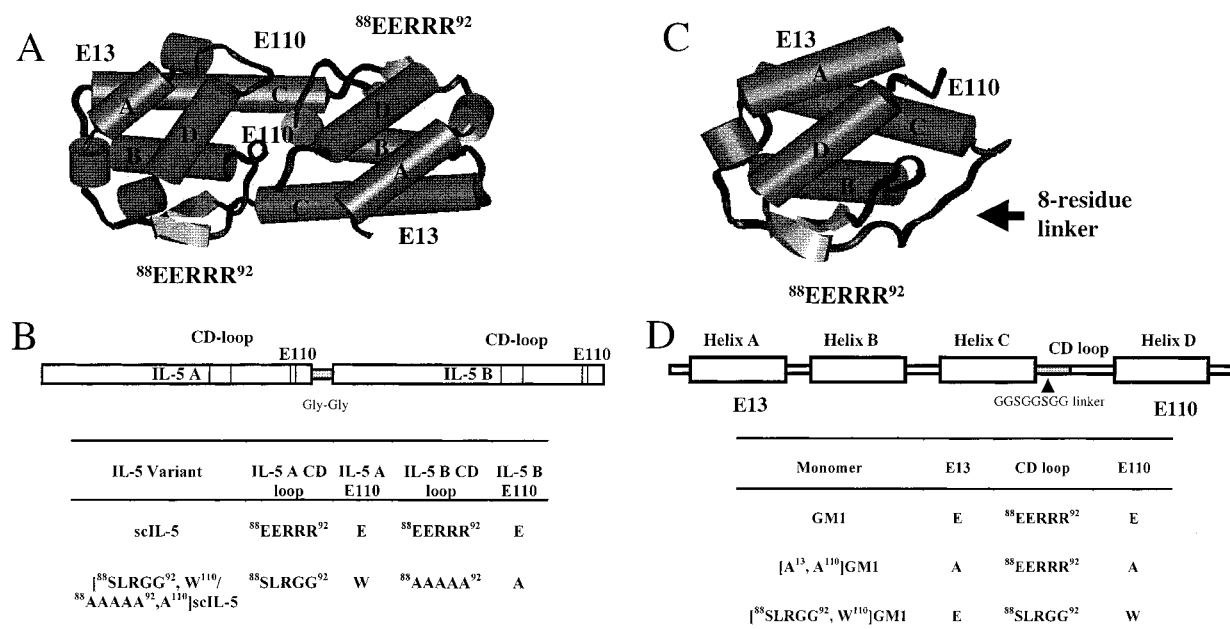 A
E13
E110
⁸⁸EERRR⁹²
A
C
D
B
E110
D
B
A
C
E13
⁸⁸EERRR⁹²
C
E13
A
E110
C
D
B
8-residue
linker
⁸⁸EERRR⁹²
B
CD-loop
CD-loop
E110
E110
IL-5 A
IL-5 B
Gly-Gly
IL-5 Variant IL-5 A CD loop IL-5 A E110 IL-5 B CD loop IL-5 B E110
scIL-5 ⁸⁸EERRR⁹² E ⁸⁸EERRR⁹² E
[⁸⁸SLRGG⁹², W¹¹⁰/ ⁸⁸SLRGG⁹² W ⁸⁸AAAAA⁹² A
⁸⁸AAAAA⁹²,A¹¹⁰]scIL-5
D
Helix A Helix B Helix C CD loop Helix D
GGSGGSGG linker
E13
E110
Monomer E13 CD loop E110
GM1 E ⁸⁸EERRR⁹² E
[A¹³, A¹¹⁰]GM1 A ⁸⁸EERRR⁹² A
[⁸⁸SLRGG⁹², W¹¹⁰]GM1 E ⁸⁸SLRGG⁹² W